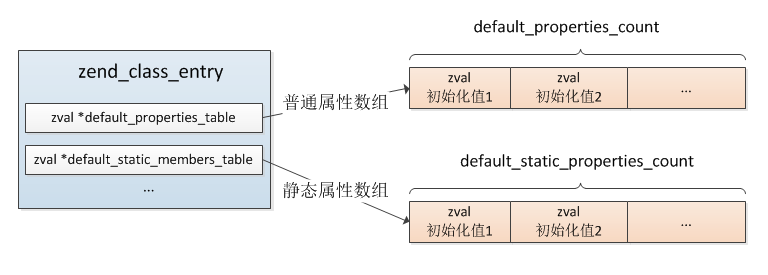 default_properties_count
zend_class_entry
zval *default_properties_table
普通属性数组
zval
初始化值1
zval
初始化值2
...
zval *default_static_members_table
...
静态属性数组
default_static_properties_count
zval
初始化值1
zval
初始化值2
...